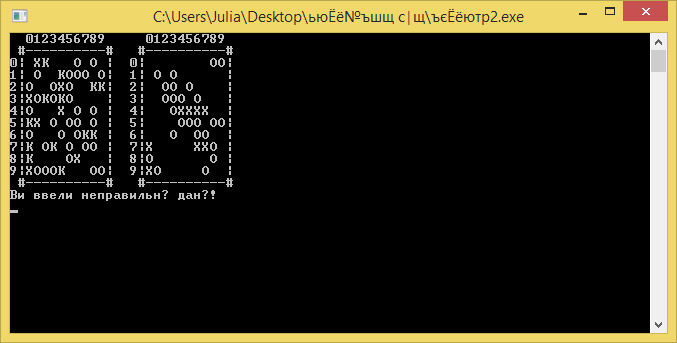 C:\Users\Julia\Desktop\ьюЁё№ъшщ с|щ\ъєЁёютр2.exe
  0123456789     0123456789
 #----------#   #----------#
0¦ XK   O O ¦  0¦       OO¦
1¦ O  KOOO O¦  1¦ O O      ¦
2¦O  OXO  KK¦  2¦  OO O    ¦
3¦XOKOKO    ¦  3¦  OOO O   ¦
4¦O   X O O ¦  4¦   OXXXX  ¦
5¦KX O OO O ¦  5¦    OOO OO¦
6¦O   O OKK ¦  6¦   O  OO  ¦
7¦K OK O OO ¦  7¦X     XXO ¦
8¦K    OX   ¦  8¦O       O ¦
9¦XOOOK   OO¦  9¦XO     O  ¦
 #----------#   #----------#
Ви ввели неправильн? дан?!